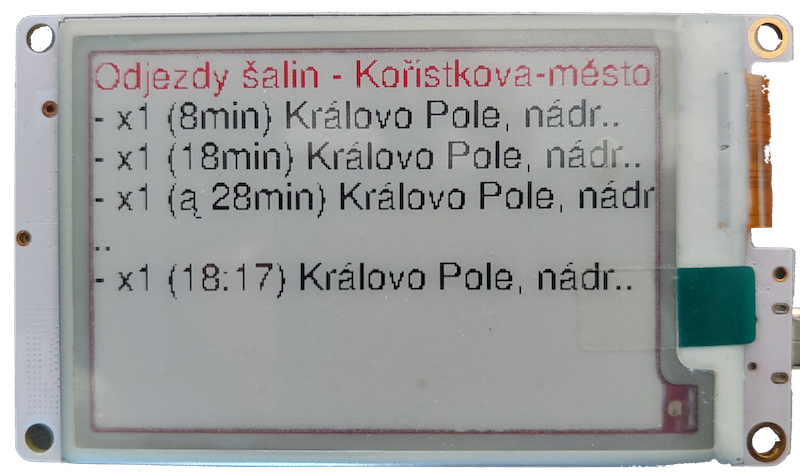 Odjezdy šalin - Kořístkova-město
- x1 (8min) Královo Pole, nádr..
- x1 (18min) Královo Pole, nádr..
- x1 (ą 28min) Královo Pole, nádr
..
- x1 (18:17) Královo Pole, nádr..